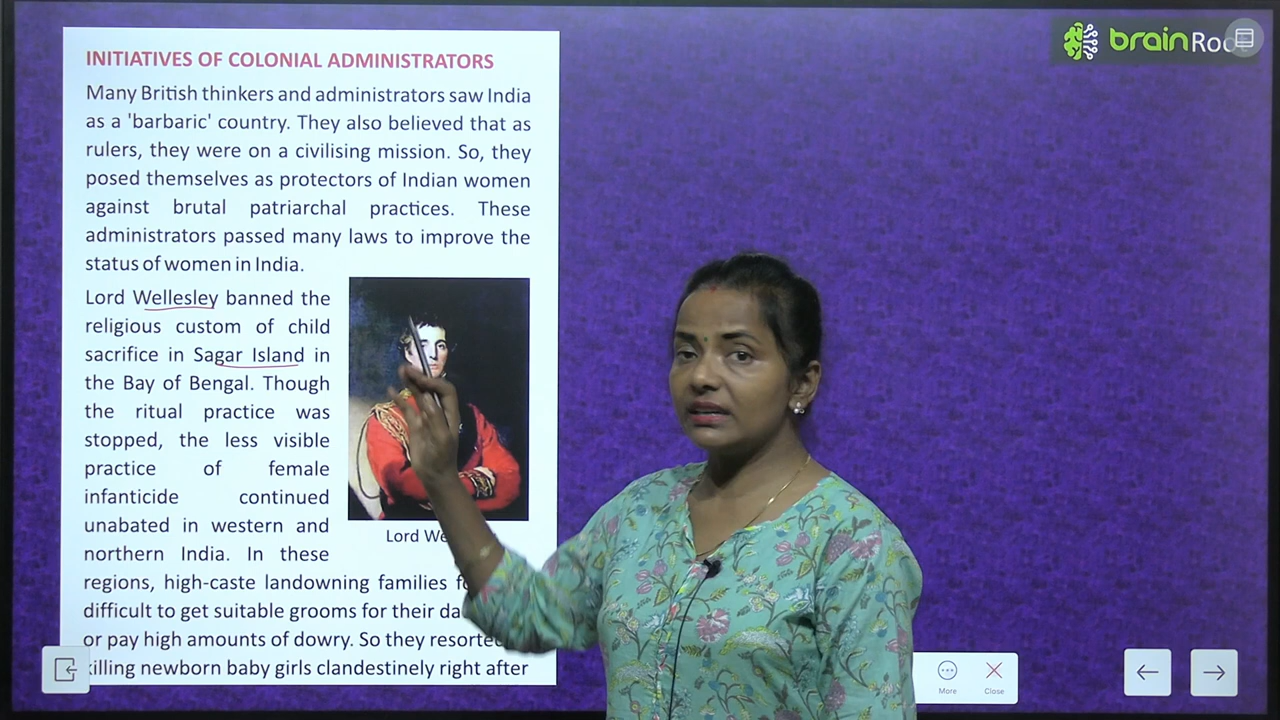 INITIATIVES OF COLONIAL ADMINISTRATORS
Many British thinkers and administrators saw India
as a 'barbaric' country. They also believed that as
rulers, they were on a civilising mission. So, they
posed themselves as protectors of Indian women
against brutal patriarchal practices. These
administrators passed many laws to improve the
status of women in India.
Lord Wellesley banned the
religious custom of child
sacrifice in Sagar Island in
the Bay of Bengal. Though
the ritual practice was
stopped, the less visible
practice of female
infanticide continued
unabated in western and
northern India. In these
regions, high-caste landowning families
difficult to get suitable grooms for their
or pay high amounts of dowry. So they
killing newborn baby girls clandestinely right after
Lord
brain
More
Close